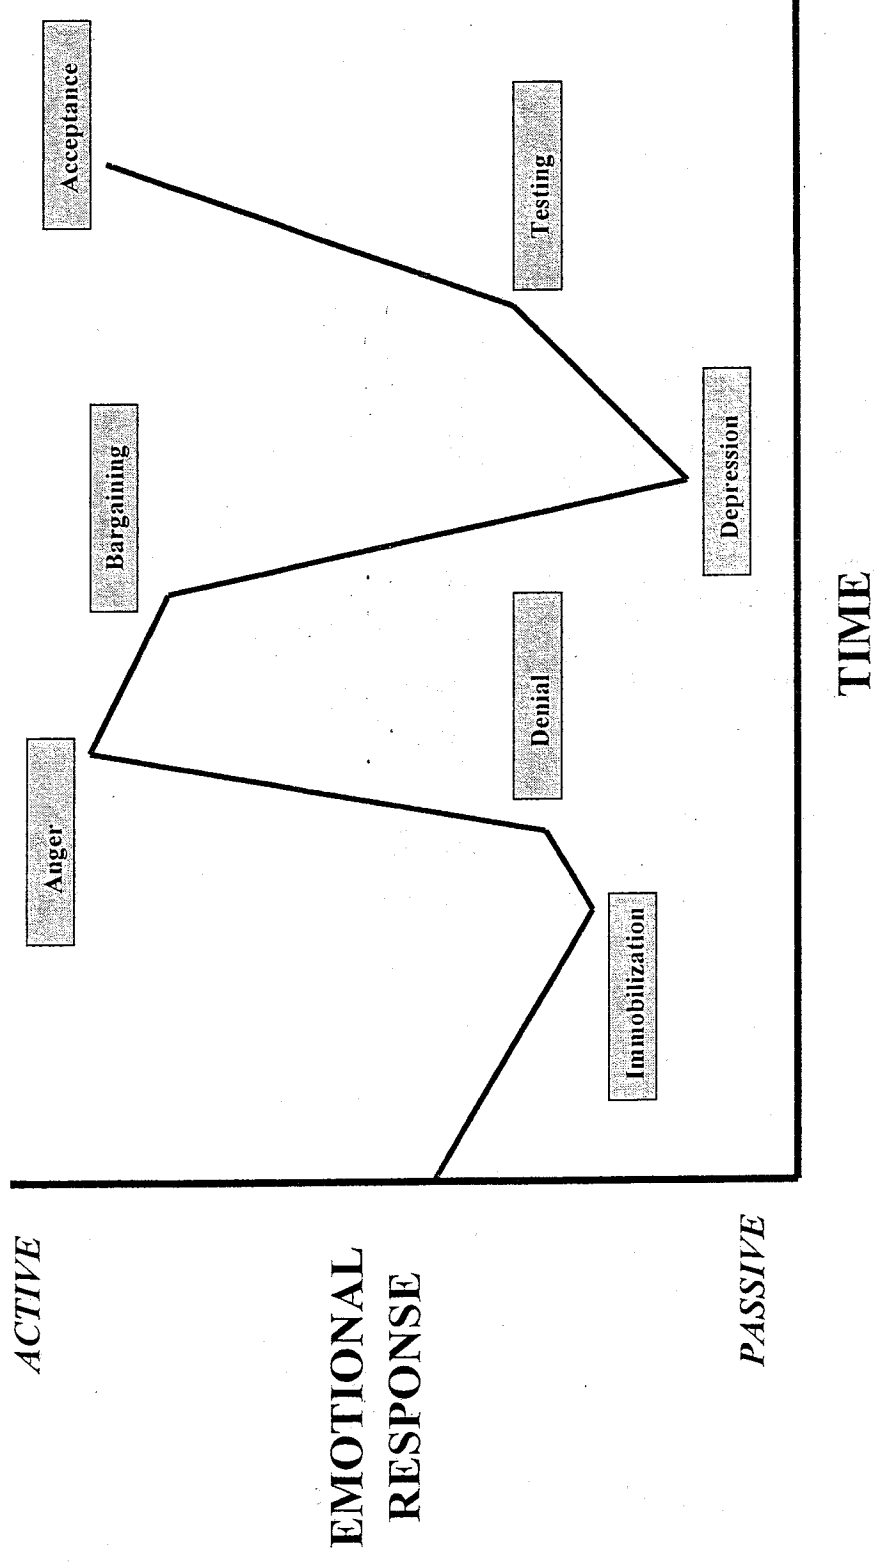 ACTIVE
EMOTIONAL
RESPONSE
PASSIVE
Anger
Bargaining
Acceptance
Immobilization
Denial
Depression
Testing
TIME